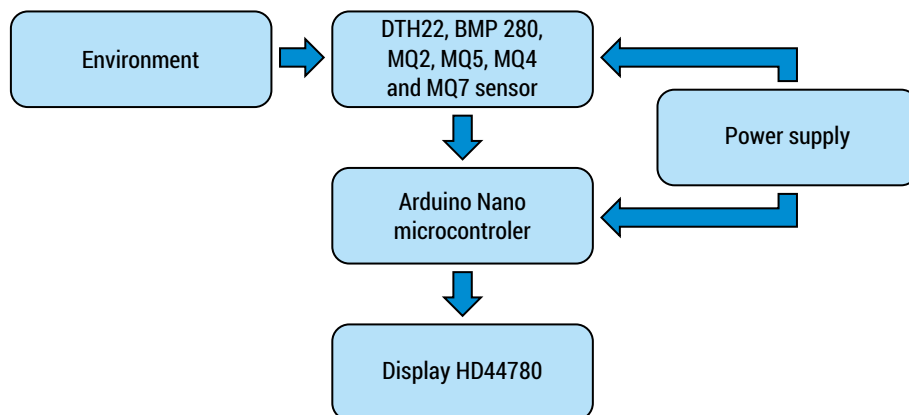 Environment
DTH22, BMP 280,
MQ2, MQ5, MQ4
and MQ7 sensor
Power supply
Arduino Nano
microcontroler
Display HD44780